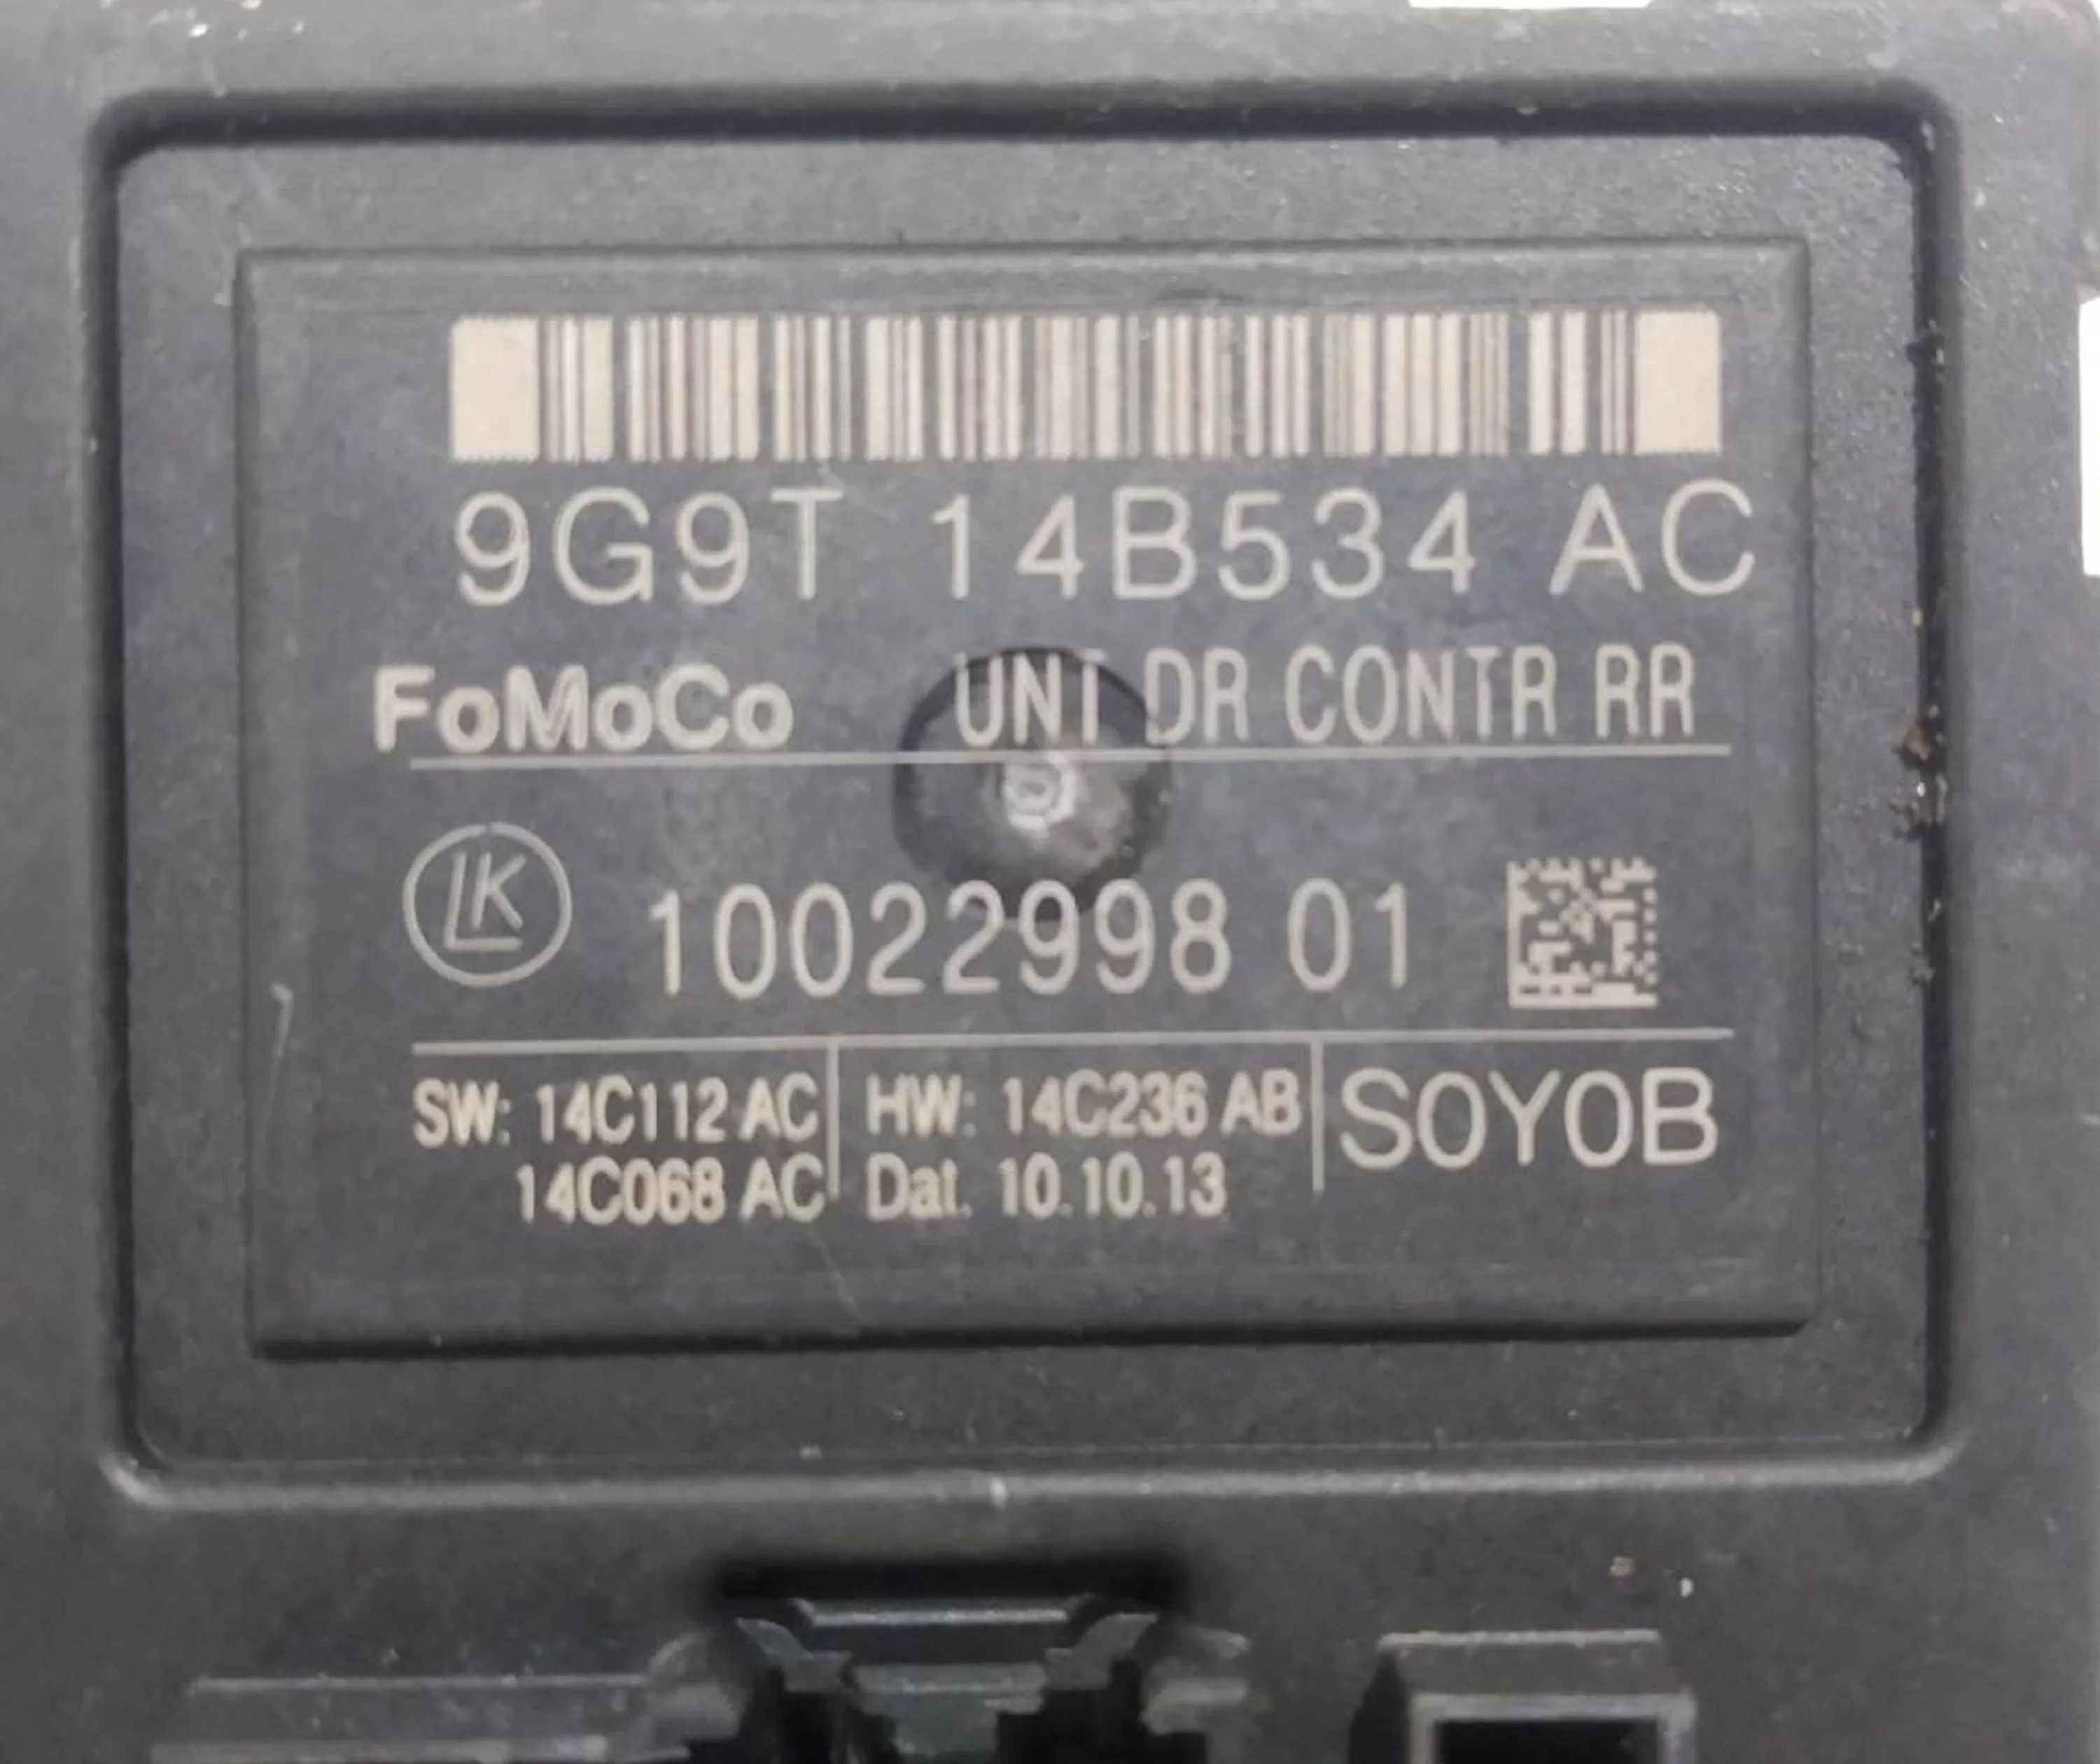 9G9T 14B534 AC
FoMoCo UNT DR CONTR RR
LK 10022998 01
SW: 14C112 AC HW: 14C236 AB S0Y0B
14C068 AC Dat. 10.10.13